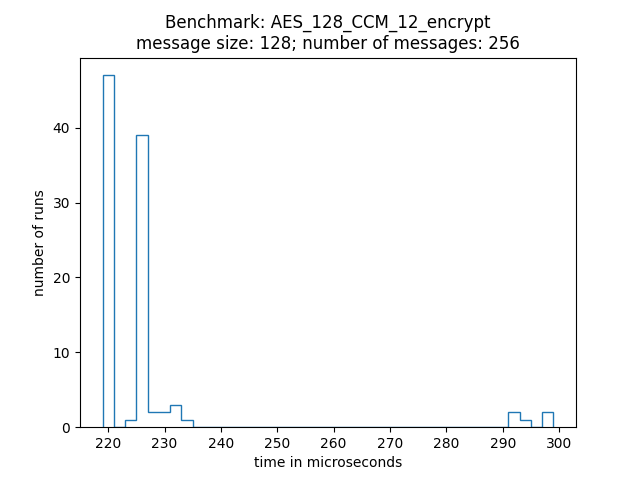 Benchmark: AES_128_CCM_12_encrypt
message size: 128; number of messages: 256
number of runs
40
30
20
10
0
220 230 240 250 260 270 280 290 300
time in microseconds